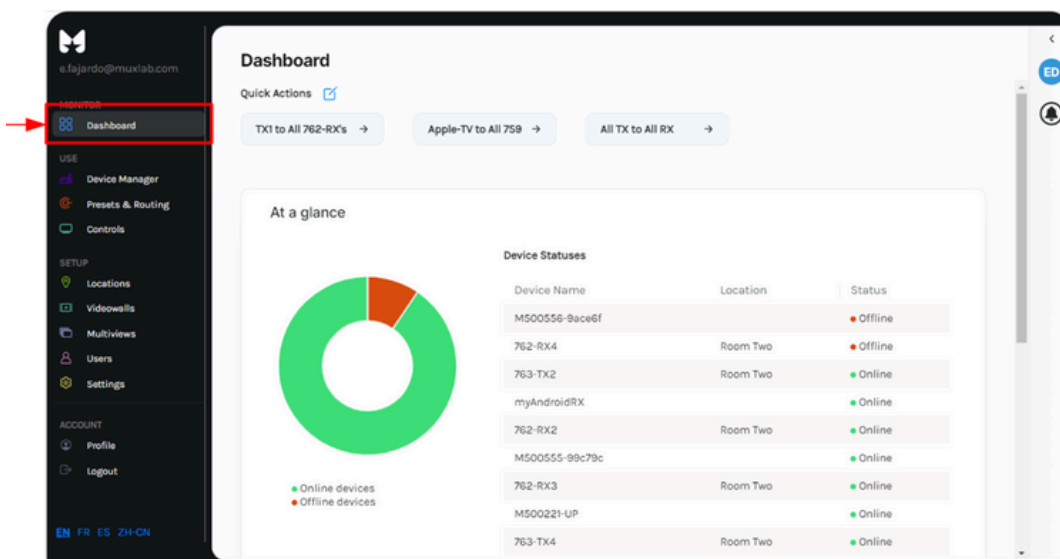 e.fajardo@muxlab.com
MONITOR
Dashboard
USE
Device Manager
Presets & Routing
Controls
SETUP
Locations
Videowalls
Multiviews
Users
Settings
ACCOUNT
Profile
Logout
EN FR ES ZH-CN
Dashboard
Quick Actions
TX1 to All 762-RX's →
Apple-TV to All 759 →
All TX to All RX →
At a glance
Online devices
Offline devices
Device Statuses
Device Name Location Status
M500556-9ace6f Offline
762-RX4 Room Two Offline
763-TX2 Room Two Online
myAndroidRX Online
762-RX2 Room Two Online
M500555-99c79c Online
762-RX3 Room Two Online
M500221-UP Online
763-TX4 Room Two Online
ED